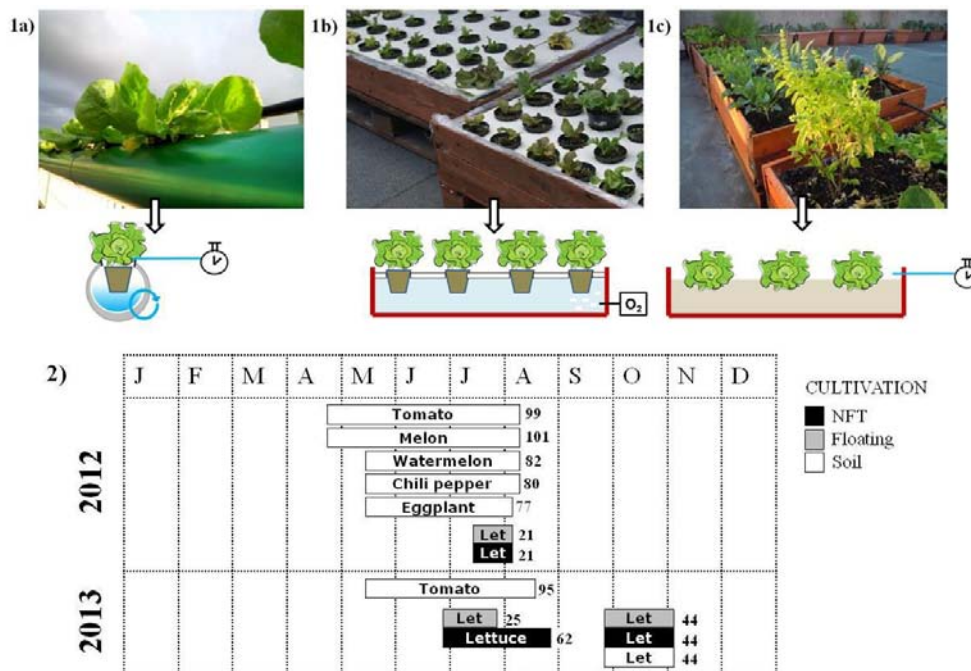 1a)
1b)
1c)
O₂
2)
J F M A M J J A S O N D
CULTIVATION
NFT
Floating
Soil
2012
Tomato 99
Melon 101
Watermelon 82
Chili pepper 80
Eggplant 77
Let 21
Let 21
2013
Tomato 95
Let 25 Let 44
Lettuce 62 Let 44
Let 44